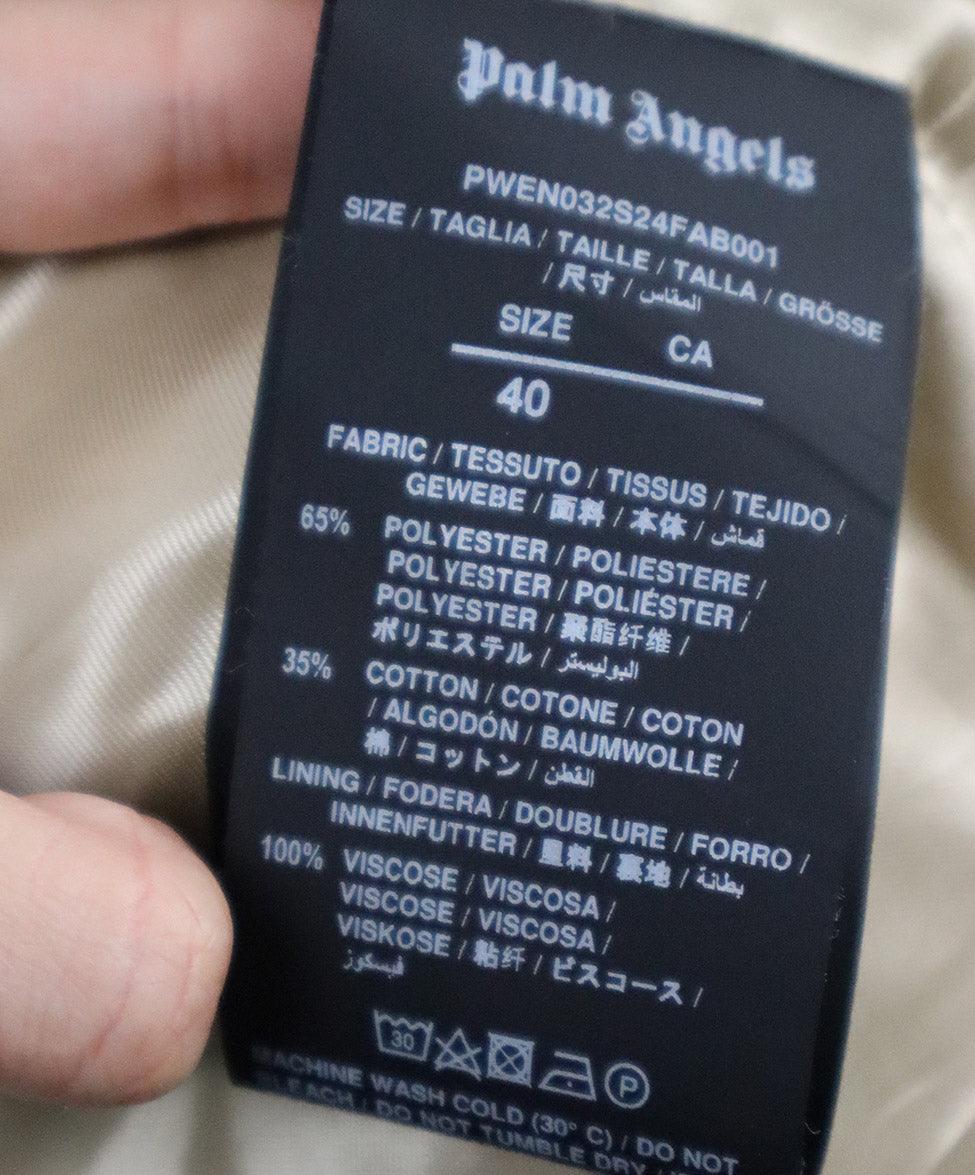 Palm Angels
PWEN032S24FAB001
SIZE / TAGLIA / TAILLE / TALLA / GRÖSSE
/ 尺寸 / المقاس
SIZE CA
40
FABRIC / TESSUTO / TISSUS / TEJIDO /
GEWEBE / 面料 / 本体 / قماش
65% POLYESTER / POLIESTERE /
POLYESTER / POLIÉSTER /
POLYESTER / 聚酯纤维 /
ポリエステル / البوليستر
35% COTTON / COTONE / COTON
/ ALGODÓN / BAUMWOLLE /
棉 / コットン / القطن
LINING / FODERA / DOUBLURE / FORRO /
INNENFUTTER / 里料 / 裏地 / بطانة
100% VISCOSE / VISCOSA /
VISCOSE / VISCOSA /
VISKOSE / 粘纤 / ビスコース /
فيسكوز
30 P
MACHINE WASH COLD (30° C) / DO NOT
BLEACH / DO NOT TUMBLE DRY /